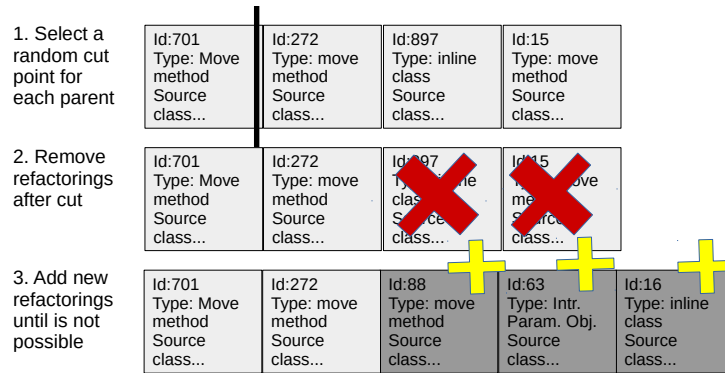 1. Select a
random cut
point for
each parent
Id:701
Type: Move
method
Source
class...
Id:272
Type: move
method
Source
class...
Id:897
Type: inline
class
Source
class...
Id:15
Type: move
method
Source
class...
2. Remove
refactorings
after cut
Id:701
Type: Move
method
Source
class...
Id:272
Type: move
method
Source
class...
class...
class...
3. Add new
refactorings
until is not
possible
Id:701
Type: Move
method
Source
class...
Id:272
Type: move
method
Source
class...
Id:88
Type: move
method
Source
class...
Id:63
Type: Intr.
Param. Obj.
Source
class...
Id:16
Type: inline
class
Source
class...